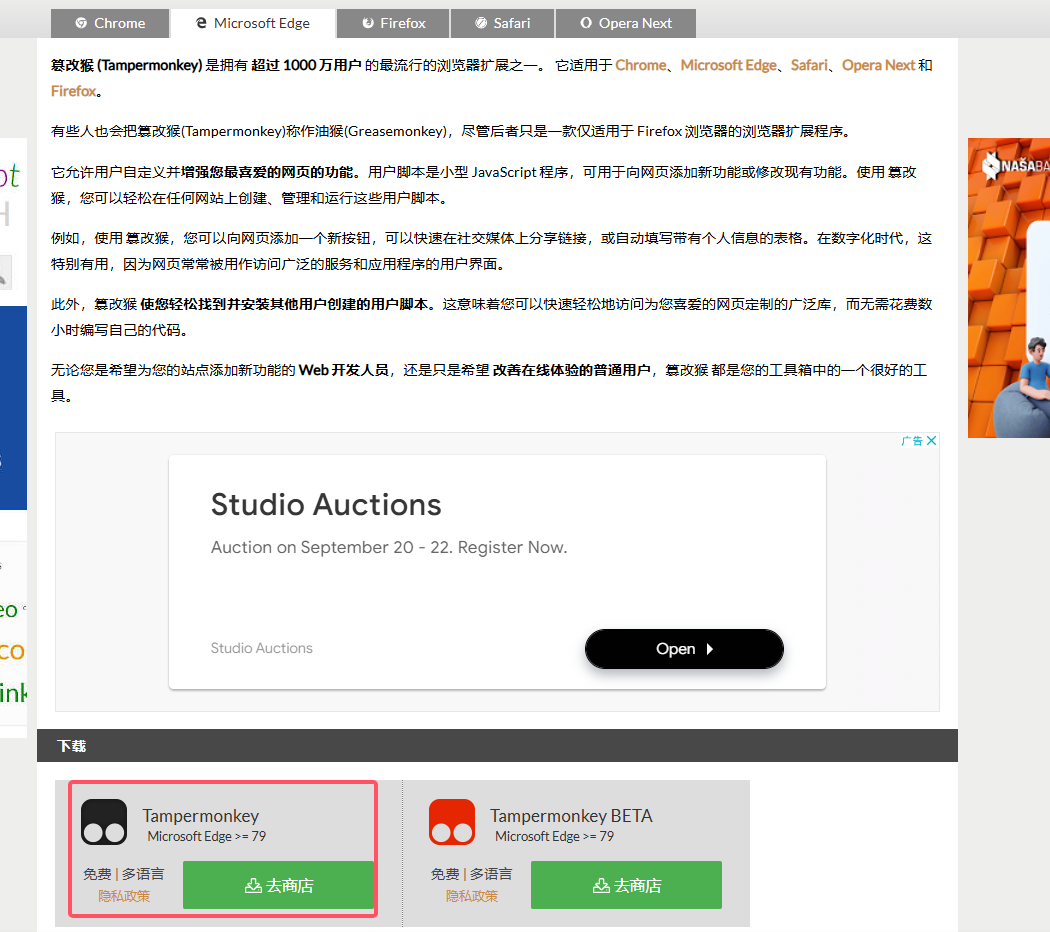 Chrome
Microsoft Edge
Firefox
Safari
Opera Next
篡改猴 (Tampermonkey) 是拥有 超过 1000 万用户 的最流行的浏览器扩展之一。 它适用于 Chrome、Microsoft Edge、Safari、Opera Next 和
Firefox。
有些人也会把篡改猴(Tampermonkey)称作油猴(Greasemonkey)，尽管后者只是一款仅适用于 Firefox 浏览器的浏览器扩展程序。
它允许用户自定义并增强您最喜爱的网页的功能。用户脚本是小型 JavaScript 程序，可用于向网页添加新功能或修改现有功能。使用 篡改
猴，您可以轻松在任何网站上创建、管理和运行这些用户脚本。
例如，使用 篡改猴，您可以向网页添加一个新按钮，可以快速在社交媒体上分享链接，或自动填写带有个人信息的表格。在数字化时代，这
特别有用，因为网页常常被用作访问广泛的服务和应用程序的用户界面。
此外，篡改猴 使您轻松找到并安装其他用户创建的用户脚本。这意味着您可以快速轻松地访问为您喜爱的网页定制的广泛库，而无需花费数
小时编写自己的代码。
无论您是希望为您的站点添加新功能的 Web 开发人员，还是只是希望 改善在线体验的普通用户，篡改猴 都是您的工具箱中的一个很好的工
具。
广告
Studio Auctions
Auction on September 20 - 22. Register Now.
Studio Auctions
Open
NAŠABA
下载
Tampermonkey
Microsoft Edge >= 79
免费 | 多语言
隐私政策
去商店
Tampermonkey BETA
Microsoft Edge >= 79
免费 | 多语言
隐私政策
去商店